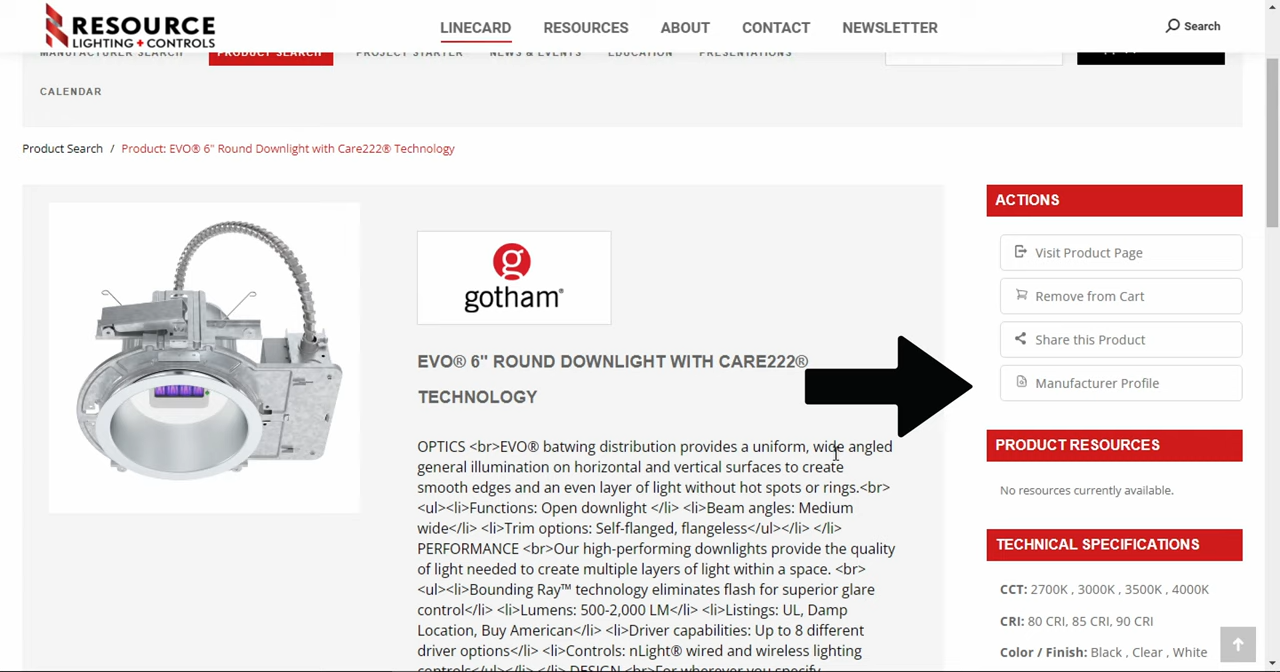 RESOURCE
LIGHTING + CONTROLS
LINECARD
RESOURCES
ABOUT
CONTACT
NEWSLETTER
Search
MANUFACTURER SEARCH
PRODUCT SEARCH
PROJECT STARTER
NEWS & EVENTS
EDUCATION
PRESENTATIONS
CALENDAR
Product Search / Product: EVO® 6" Round Downlight with Care222® Technology
gotham®
EVO® 6" ROUND DOWNLIGHT WITH CARE222®
TECHNOLOGY
OPTICS <br>EVO® batwing distribution provides a uniform, wide angled
general illumination on horizontal and vertical surfaces to create
smooth edges and an even layer of light without hot spots or rings.<br>
<ul><li>Functions: Open downlight </li> <li>Beam angles: Medium
wide</li> <li>Trim options: Self-flanged, flangeless</ul></li> </li>
PERFORMANCE <br>Our high-performing downlights provide the quality
of light needed to create multiple layers of light within a space. <br>
<ul><li>Bounding Ray™ technology eliminates flash for superior glare
control</li> <li>Lumens: 500-2,000 LM</li> <li>Listings: UL, Damp
Location, Buy American</li> <li>Driver capabilities: Up to 8 different
driver options</li> <li>Controls: nLight® wired and wireless lighting
controls</ul></li> DESIGN <br>For wherever you specify
ACTIONS
Visit Product Page
Remove from Cart
Share this Product
Manufacturer Profile
PRODUCT RESOURCES
No resources currently available.
TECHNICAL SPECIFICATIONS
CCT: 2700K , 3000K , 3500K , 4000K
CRI: 80 CRI, 85 CRI, 90 CRI
Color / Finish: Black , Clear , White